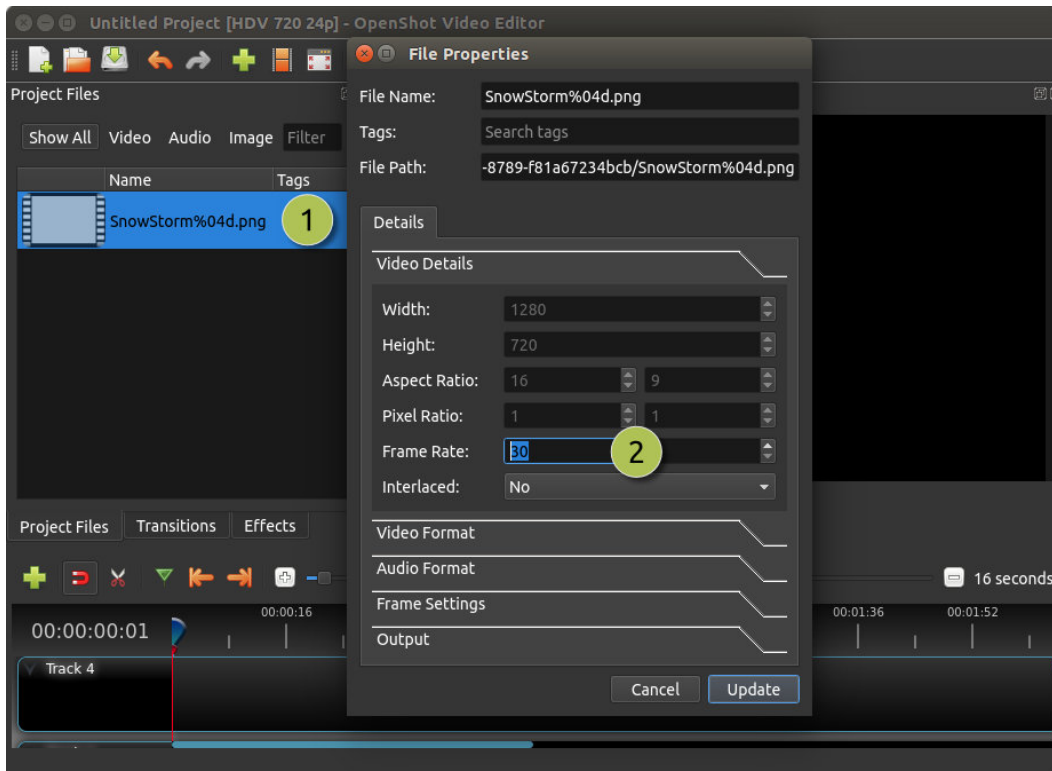 Untitled Project [HDV 720 24p] - OpenShot Video Editor
File Properties
Project Files
Show All Video Audio Image Filter
Name Tags
SnowStorm%04d.png 1
File Name: SnowStorm%04d.png
Tags: Search tags
File Path: -8789-f81a67234bcb/SnowStorm%04d.png
Details
Video Details
Width: 1280
Height: 720
Aspect Ratio: 16 9
Pixel Ratio: 1 1
Frame Rate: 30 2
Interlaced: No
Video Format
Audio Format
Frame Settings
Output
Cancel Update
Project Files Transitions Effects
16 seconds
00:00:16 00:01:36 00:01:52
00:00:00:01
Track 4